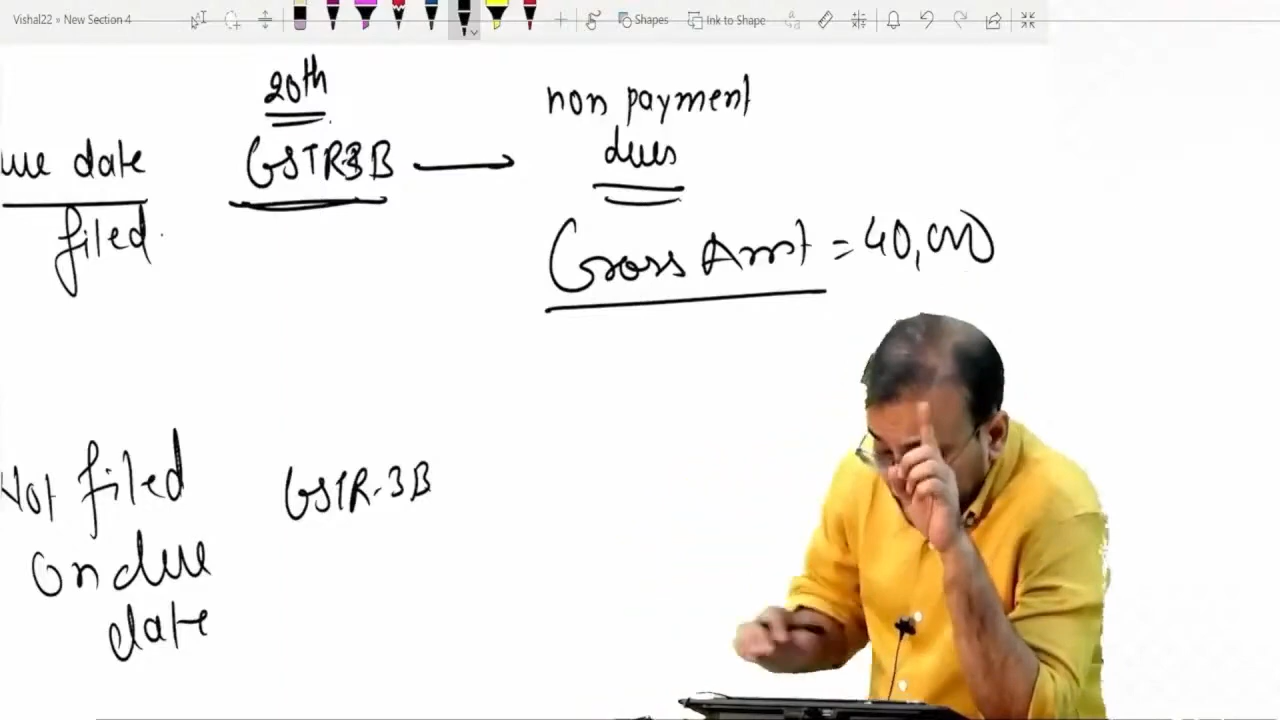 Vishal22 » New Section 4
Shapes
Ink to Shape
20th
non payment
dues
ue date
GSTR3B
filed.
Gross Amt = 40,000
Not filed
GSTR-3B
on due
date